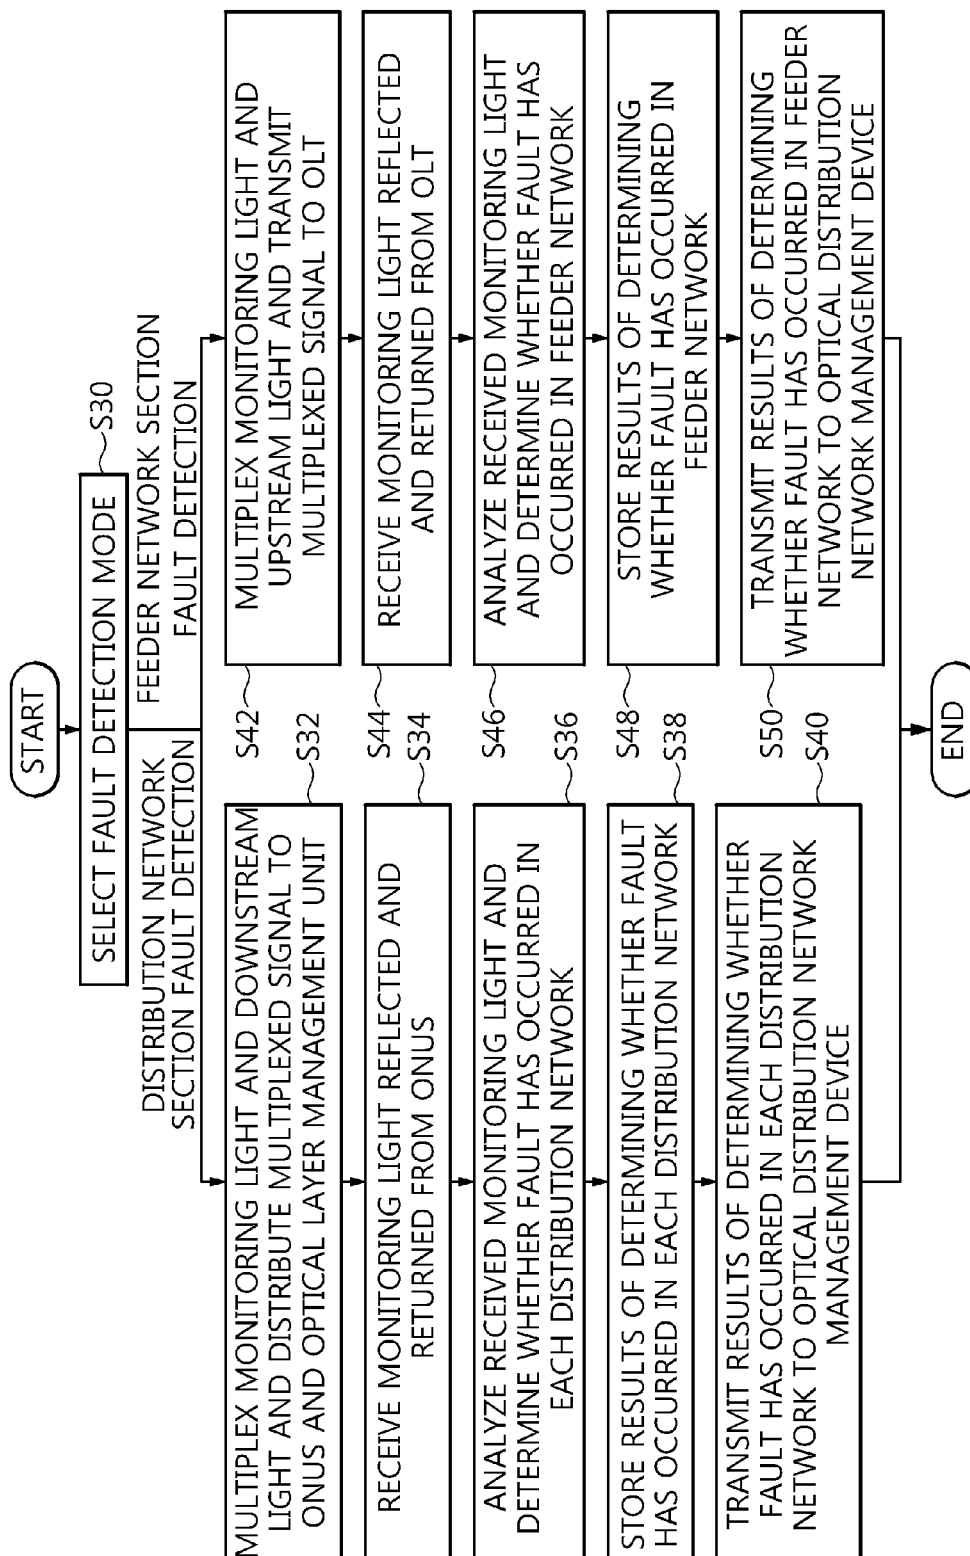 START
SELECT FAULT DETECTION MODE
S30
DISTRIBUTION NETWORK
SECTION FAULT DETECTION
FEEDER NETWORK SECTION
FAULT DETECTION
MULTIPLEX MONITORING LIGHT AND DOWNSTREAM
LIGHT AND DISTRIBUTE MULTIPLEXED SIGNAL TO
ONUS AND OPTICAL LAYER MANAGEMENT UNIT
S32
RECEIVE MONITORING LIGHT REFLECTED AND
RETURNED FROM ONUS
S34
ANALYZE RECEIVED MONITORING LIGHT AND
DETERMINE WHETHER FAULT HAS OCCURRED IN
EACH DISTRIBUTION NETWORK
S36
STORE RESULTS OF DETERMINING WHETHER FAULT
HAS OCCURRED IN EACH DISTRIBUTION NETWORK
S38
TRANSMIT RESULTS OF DETERMINING WHETHER
FAULT HAS OCCURRED IN EACH DISTRIBUTION
NETWORK TO OPTICAL DISTRIBUTION NETWORK
MANAGEMENT DEVICE
S40
S42
MULTIPLEX MONITORING LIGHT AND
UPSTREAM LIGHT AND TRANSMIT
MULTIPLEXED SIGNAL TO OLT
S44
RECEIVE MONITORING LIGHT REFLECTED
AND RETURNED FROM OLT
S46
ANALYZE RECEIVED MONITORING LIGHT
AND DETERMINE WHETHER FAULT HAS
OCCURRED IN FEEDER NETWORK
S48
STORE RESULTS OF DETERMINING
WHETHER FAULT HAS OCCURRED IN
FEEDER NETWORK
S50
TRANSMIT RESULTS OF DETERMINING
WHETHER FAULT HAS OCCURRED IN FEEDER
NETWORK TO OPTICAL DISTRIBUTION
NETWORK MANAGEMENT DEVICE
END